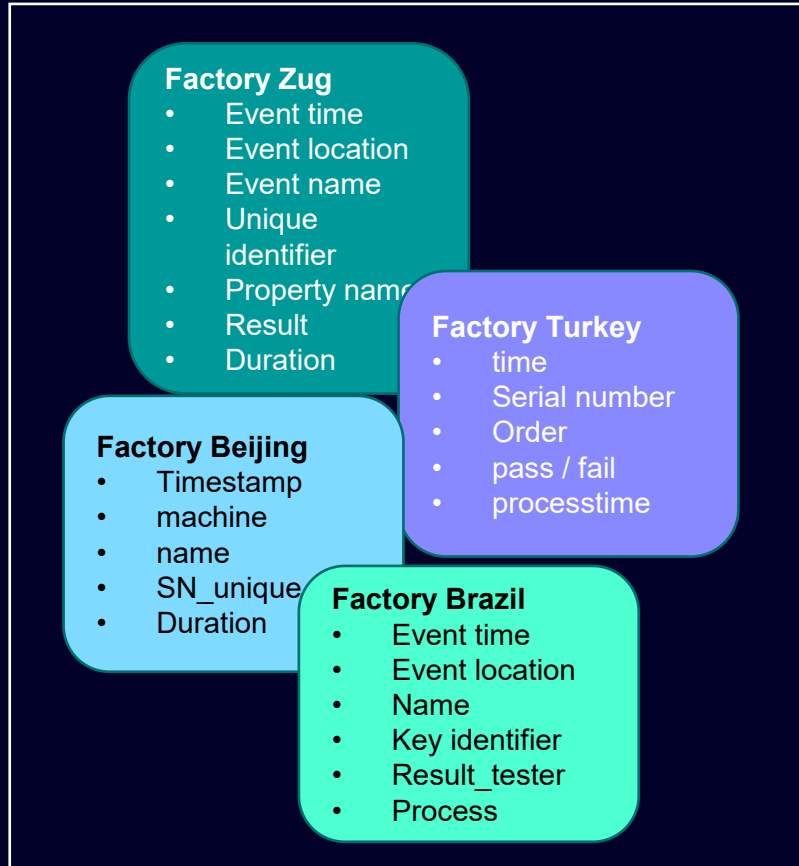 Factory Zug
• Event time
• Event location
• Event name
• Unique
identifier
• Property name
• Result
• Duration
Factory Turkey
• time
• Serial number
• Order
• pass / fail
• processtime
Factory Beijing
• Timestamp
• machine
• name
• SN_unique
• Duration
Factory Brazil
• Event time
• Event location
• Name
• Key identifier
• Result_tester
• Process